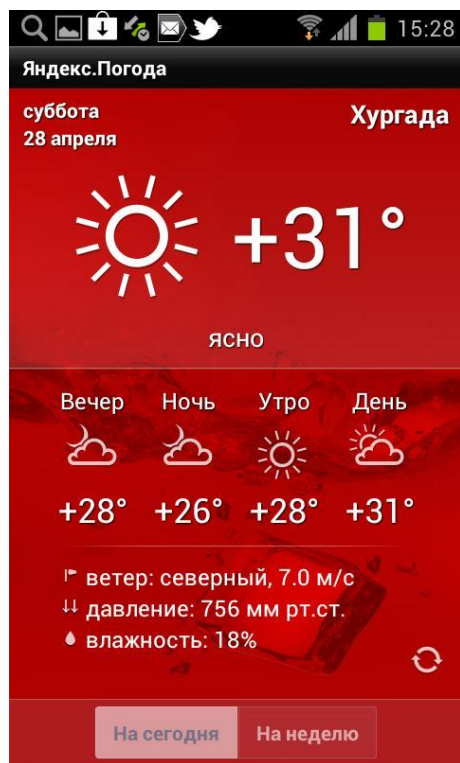 15:28
Яндекс.Погода
суббота
28 апреля
Хургада
+31°
ясно
Вечер Ночь Утро День
+28° +26° +28° +31°
ветер: северный, 7.0 м/с
давление: 756 мм рт.ст.
влажность: 18%
На сегодня На неделю